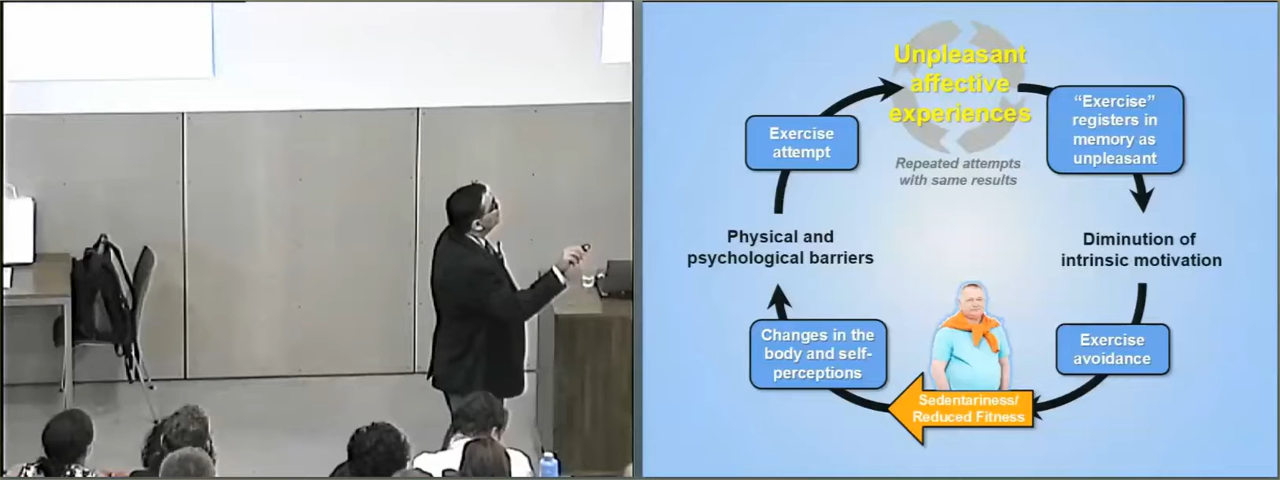 Unpleasant
affective
experiences
Repeated attempts
with same results
“Exercise”
registers in
memory as
unpleasant
Diminution of
intrinsic motivation
Exercise
avoidance
Sedentariness/
Reduced Fitness
Changes in the
body and self-
perceptions
Physical and
psychological barriers
Exercise
attempt